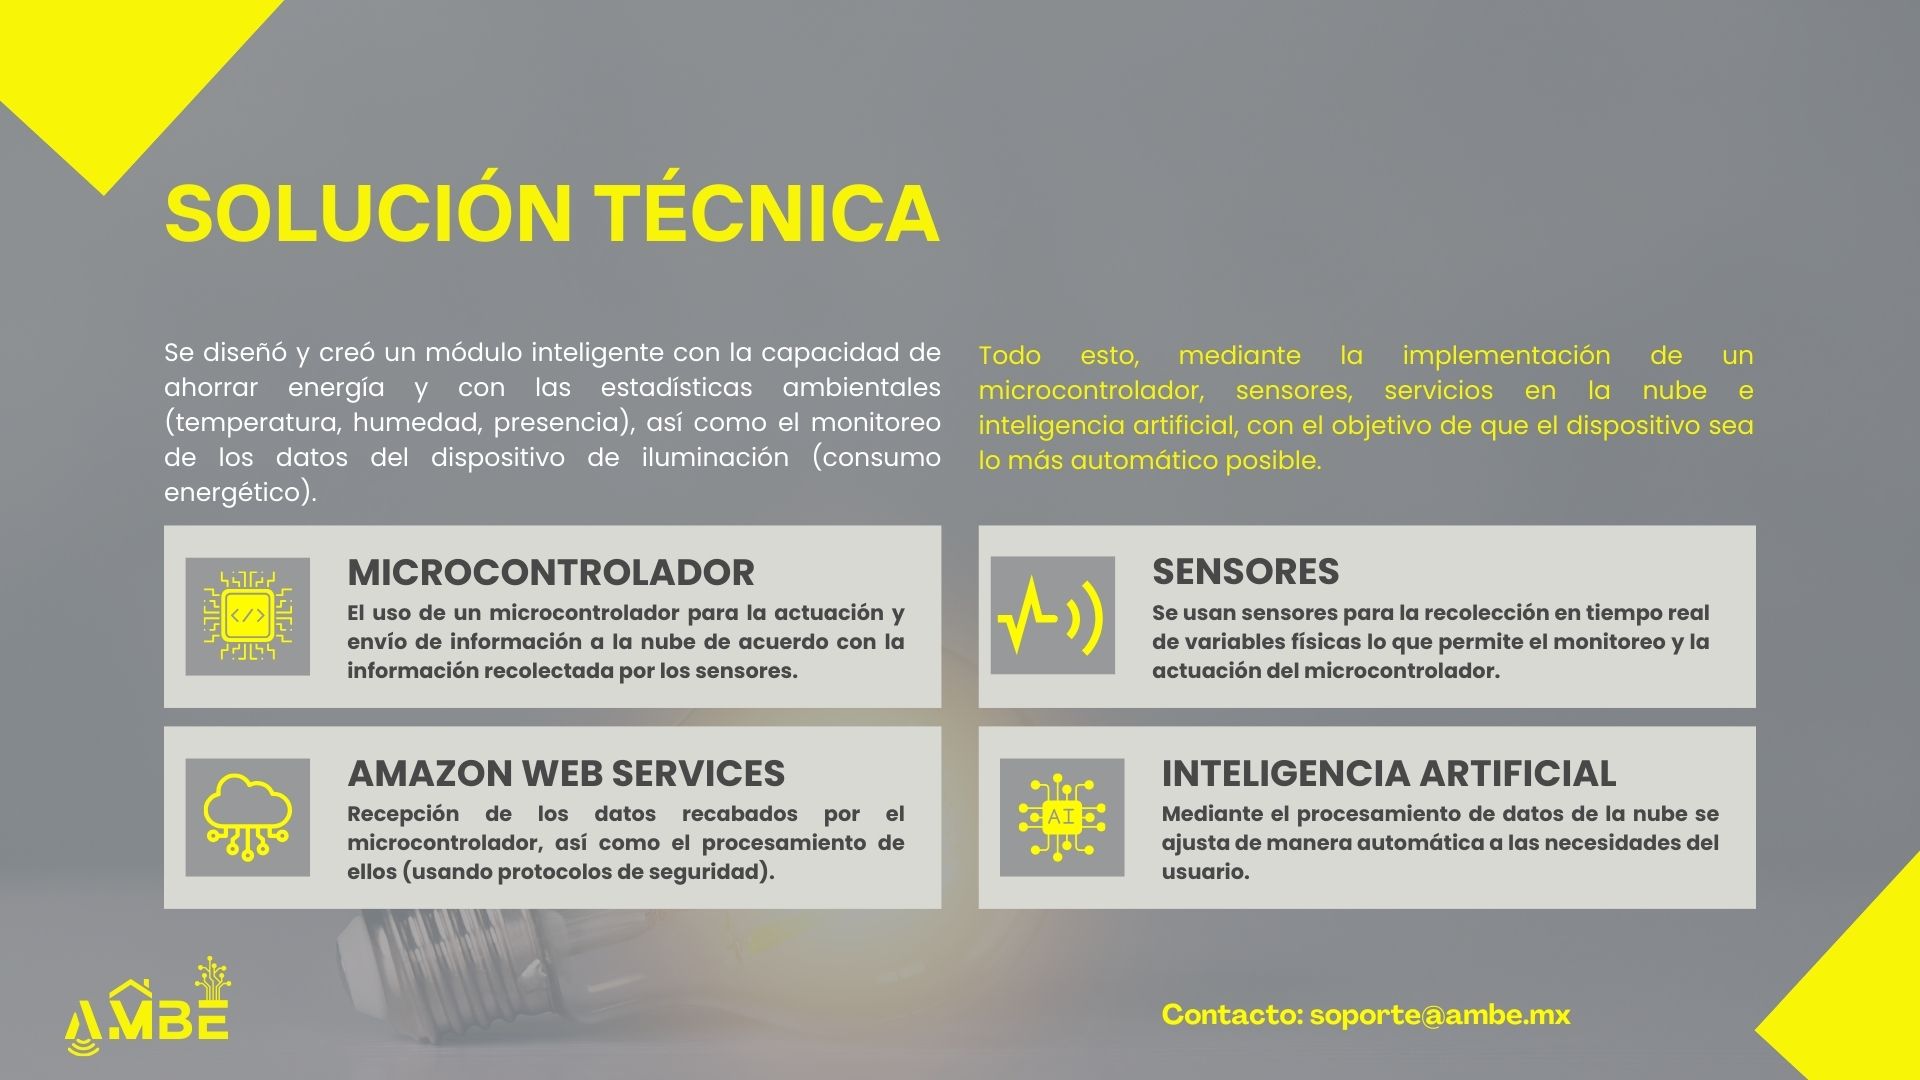 SOLUCIÓN TÉCNICA
Se diseñó y creó un módulo inteligente con la capacidad de
ahorrar energía y con las estadísticas ambientales
(temperatura, humedad, presencia), así como el monitoreo
de los datos del dispositivo de iluminación (consumo
energético).
Todo esto, mediante la implementación de un
microcontrolador, sensores, servicios en la nube e
inteligencia artificial, con el objetivo de que el dispositivo sea
lo más automático posible.
MICROCONTROLADOR
El uso de un microcontrolador para la actuación y
envío de información a la nube de acuerdo con la
información recolectada por los sensores.
SENSORES
Se usan sensores para la recolección en tiempo real
de variables físicas lo que permite el monitoreo y la
actuación del microcontrolador.
AMAZON WEB SERVICES
Recepción de los datos recabados por el
microcontrolador, así como el procesamiento de
ellos (usando protocolos de seguridad).
AI
INTELIGENCIA ARTIFICIAL
Mediante el procesamiento de datos de la nube se
ajusta de manera automática a las necesidades del
usuario.
AMBE
Contacto: soporte@ambe.mx